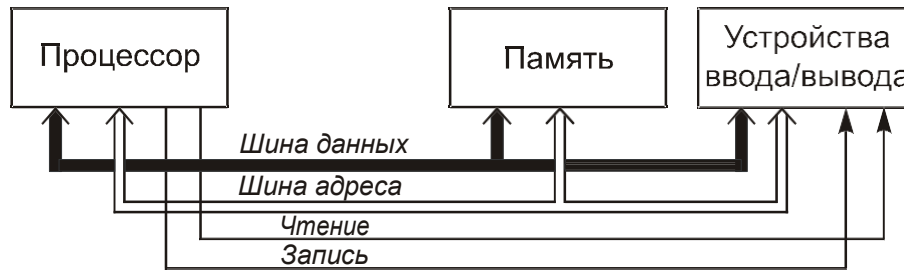 Процессор
Память
Устройства
ввода/вывода
Шина данных
Шина адреса
Чтение
Запись